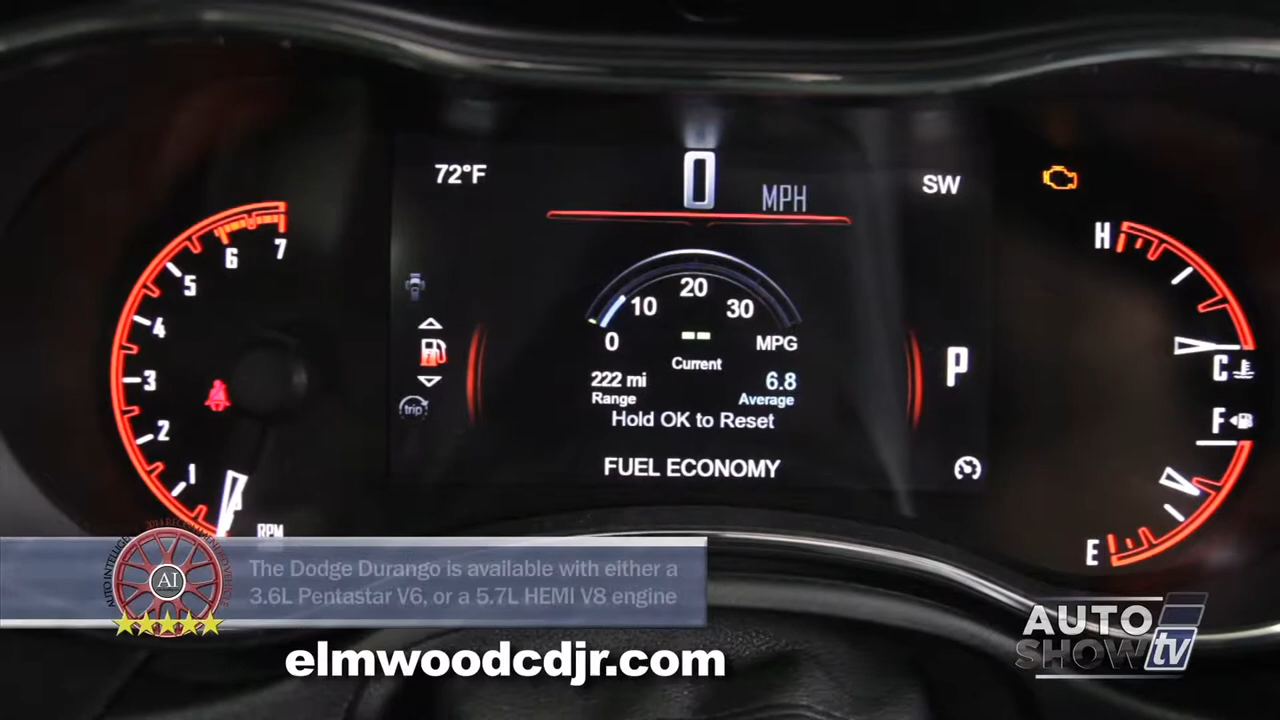 72°F
0 MPH
SW
7
6
5
4
3
2
1
RPM
H
C
F
E
20
10
30
0
MPG
Current
222 mi
6.8
Range
Average
Hold OK to Reset
FUEL ECONOMY
P
trip
AI
The Dodge Durango is available with either a
3.6L Pentastar V6, or a 5.7L HEMI V8 engine
elmwoodcdjr.com
AUTO
SHOW tv